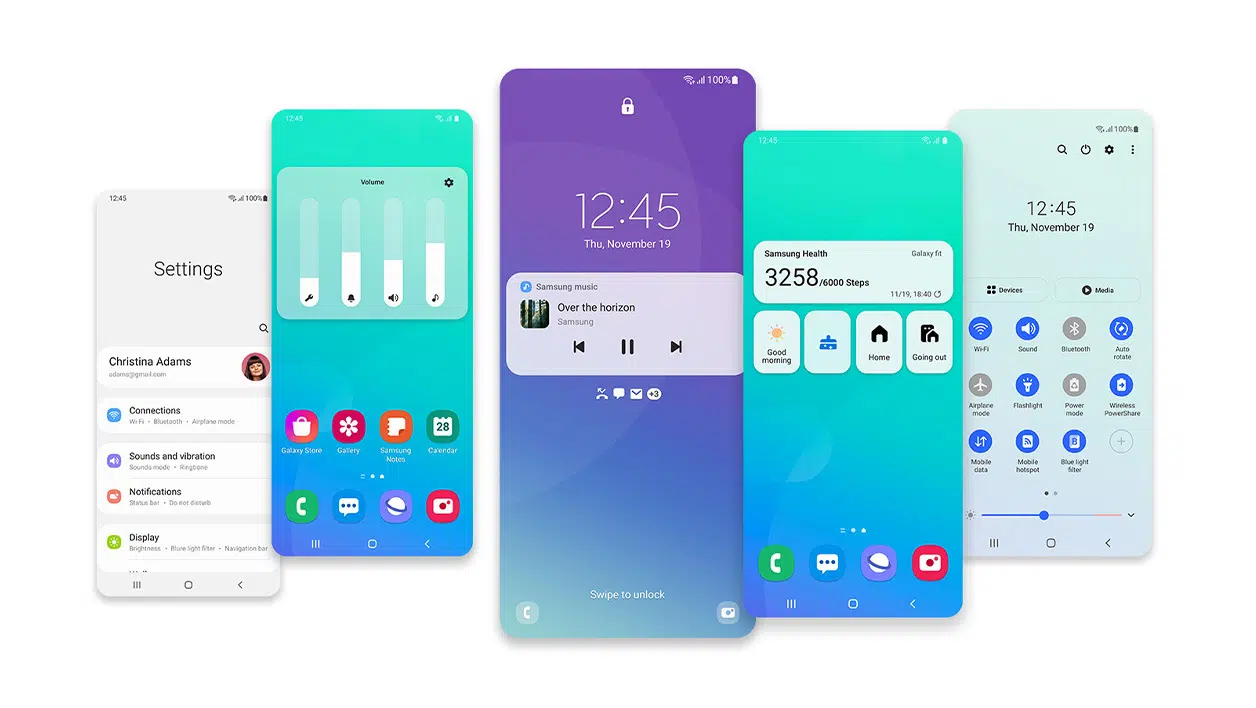 12:45
100%
Settings
Christina Adams
adams@gmail.com
Connections
Wi-Fi • Bluetooth • Airplane mode
Sounds and vibration
Sounds mode • Ringtone
Notifications
Status bar • Do not disturb
Display
Brightness • Blure light filter • Navigation bar
12:45
Volume
Galaxy Store
Gallery
Samsung
Notes
28
Calendar
100%
12:45
Thu, November 19
Samsung music
Over the horizon
Samsung
+3
Swipe to unlock
12:45
Samsung Health
Galaxy fit
3258/6000 Steps
11/19, 18:40
Good
morning
Home
Going out
100%
12:45
Thu, November 19
Devices
Media
Wi-Fi
Sound
Bluetooth
Auto
rotate
Airplane
mode
Flashlight
Power
mode
Wireless
PowerShare
Mobile
data
Mobile
hotspot
B
Blue light
filter